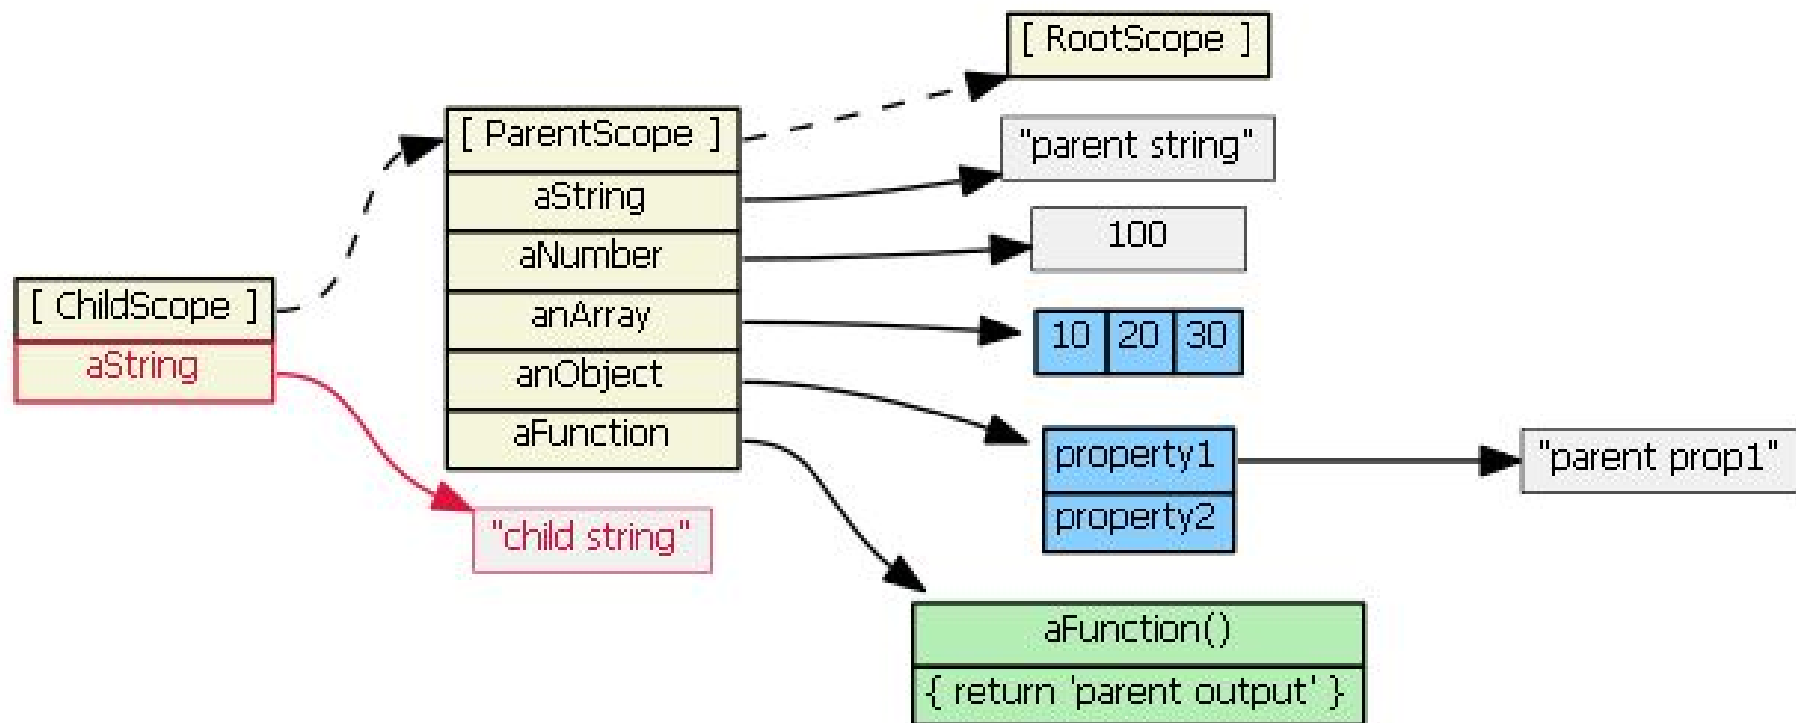 [ RootScope ]
[ ParentScope ]
"parent string"
aString
aNumber
100
[ ChildScope ]
anArray
10 20 30
aString
anObject
aFunction
property1
"parent prop1"
property2
"child string"
aFunction()
{ return 'parent output' }